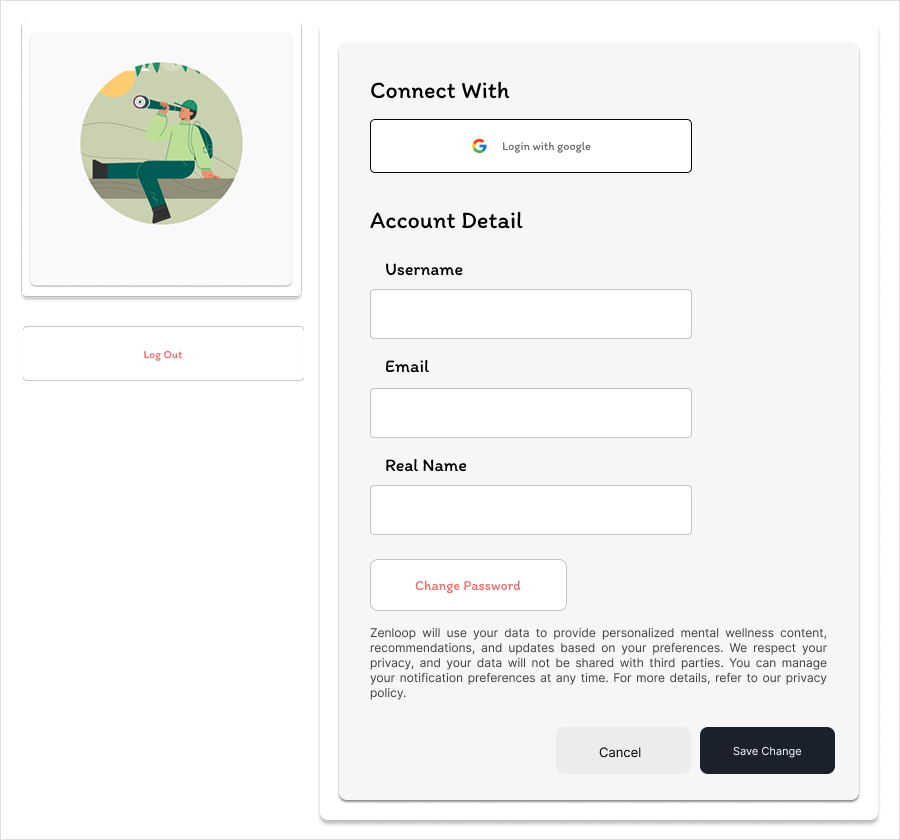 Connect With
Login with google
Account Detail
Username
Email
Real Name
Change Password
Zenloop will use your data to provide personalized mental wellness content,
recommendations, and updates based on your preferences. We respect your
privacy, and your data will not be shared with third parties. You can manage
your notification preferences at any time. For more details, refer to our privacy
policy.
Cancel
Save Change
Log Out